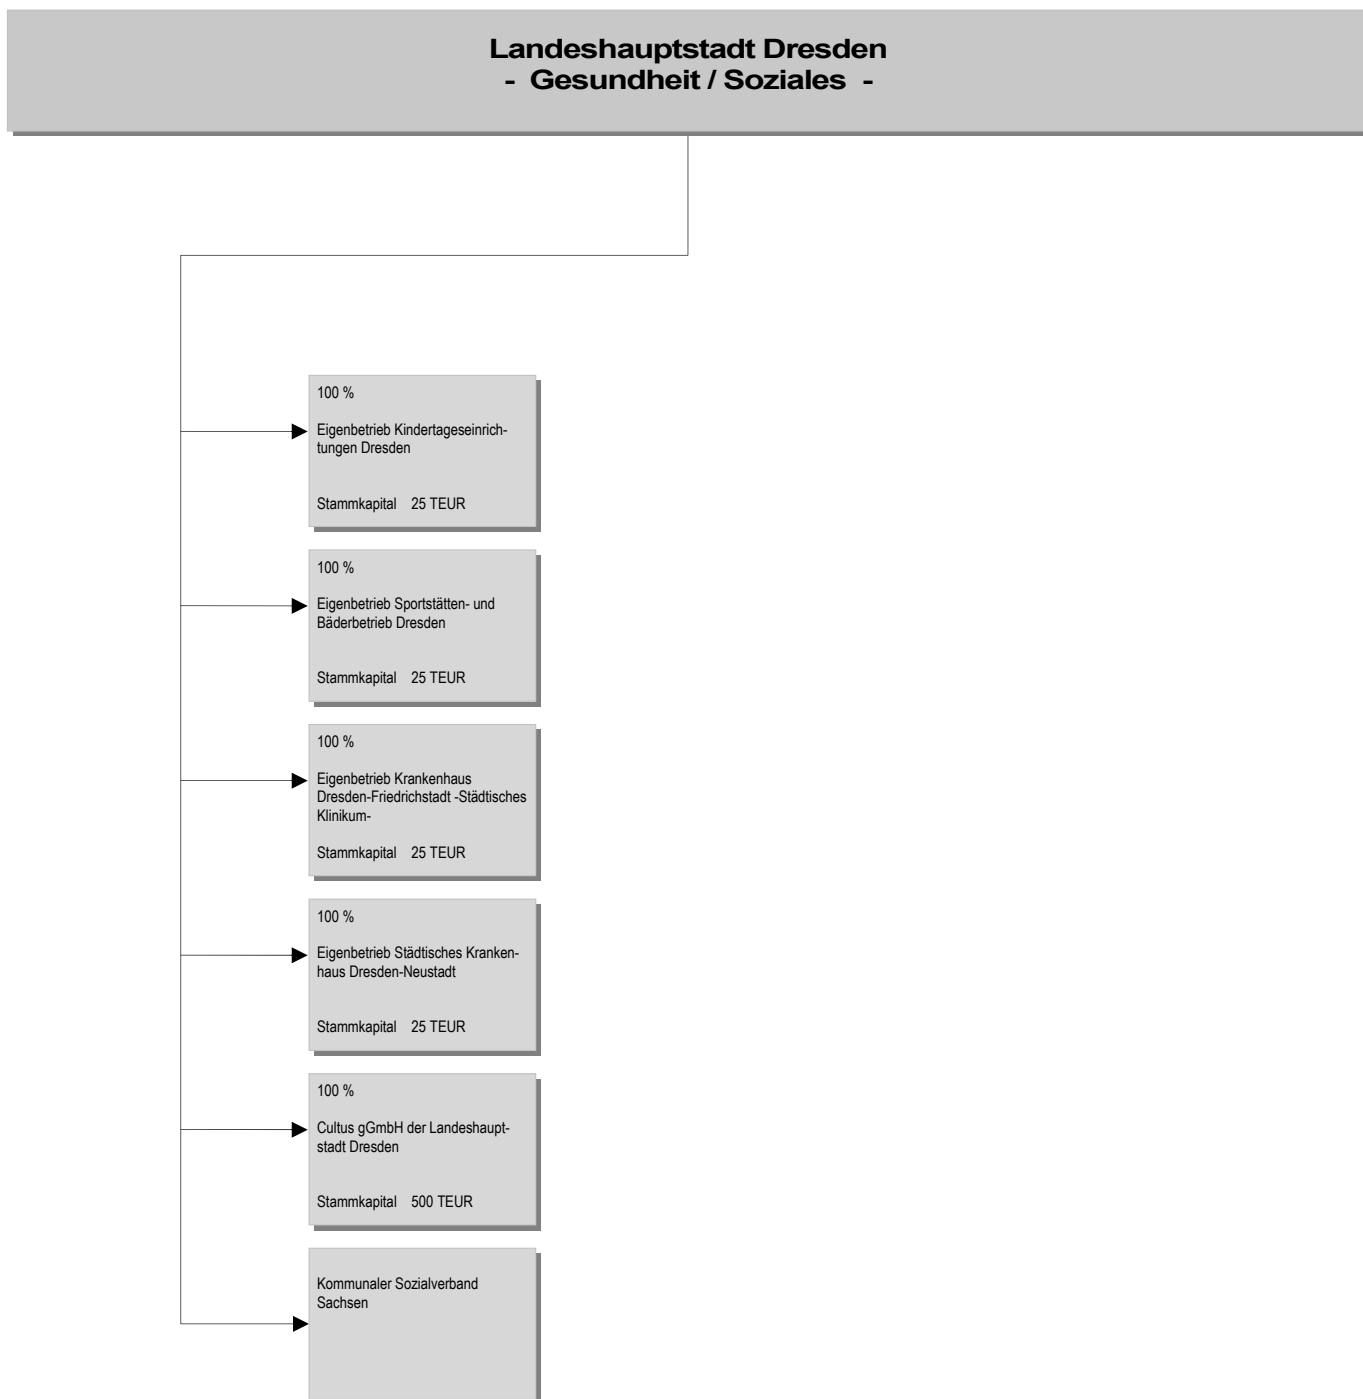 Landeshauptstadt Dresden
- Gesundheit / Soziales -
100 %
Eigenbetrieb Kindertageseinrich-
tungen Dresden
Stammkapital 25 TEUR
100 %
Eigenbetrieb Sportstätten- und
Bäderbetrieb Dresden
Stammkapital 25 TEUR
100 %
Eigenbetrieb Krankenhaus
Dresden-Friedrichstadt -Städtisches
Klinikum-
Stammkapital 25 TEUR
100 %
Eigenbetrieb Städtisches Kranken-
haus Dresden-Neustadt
Stammkapital 25 TEUR
100 %
Cultus gGmbH der Landeshaupt-
stadt Dresden
Stammkapital 500 TEUR
Kommunaler Sozialverband
Sachsen